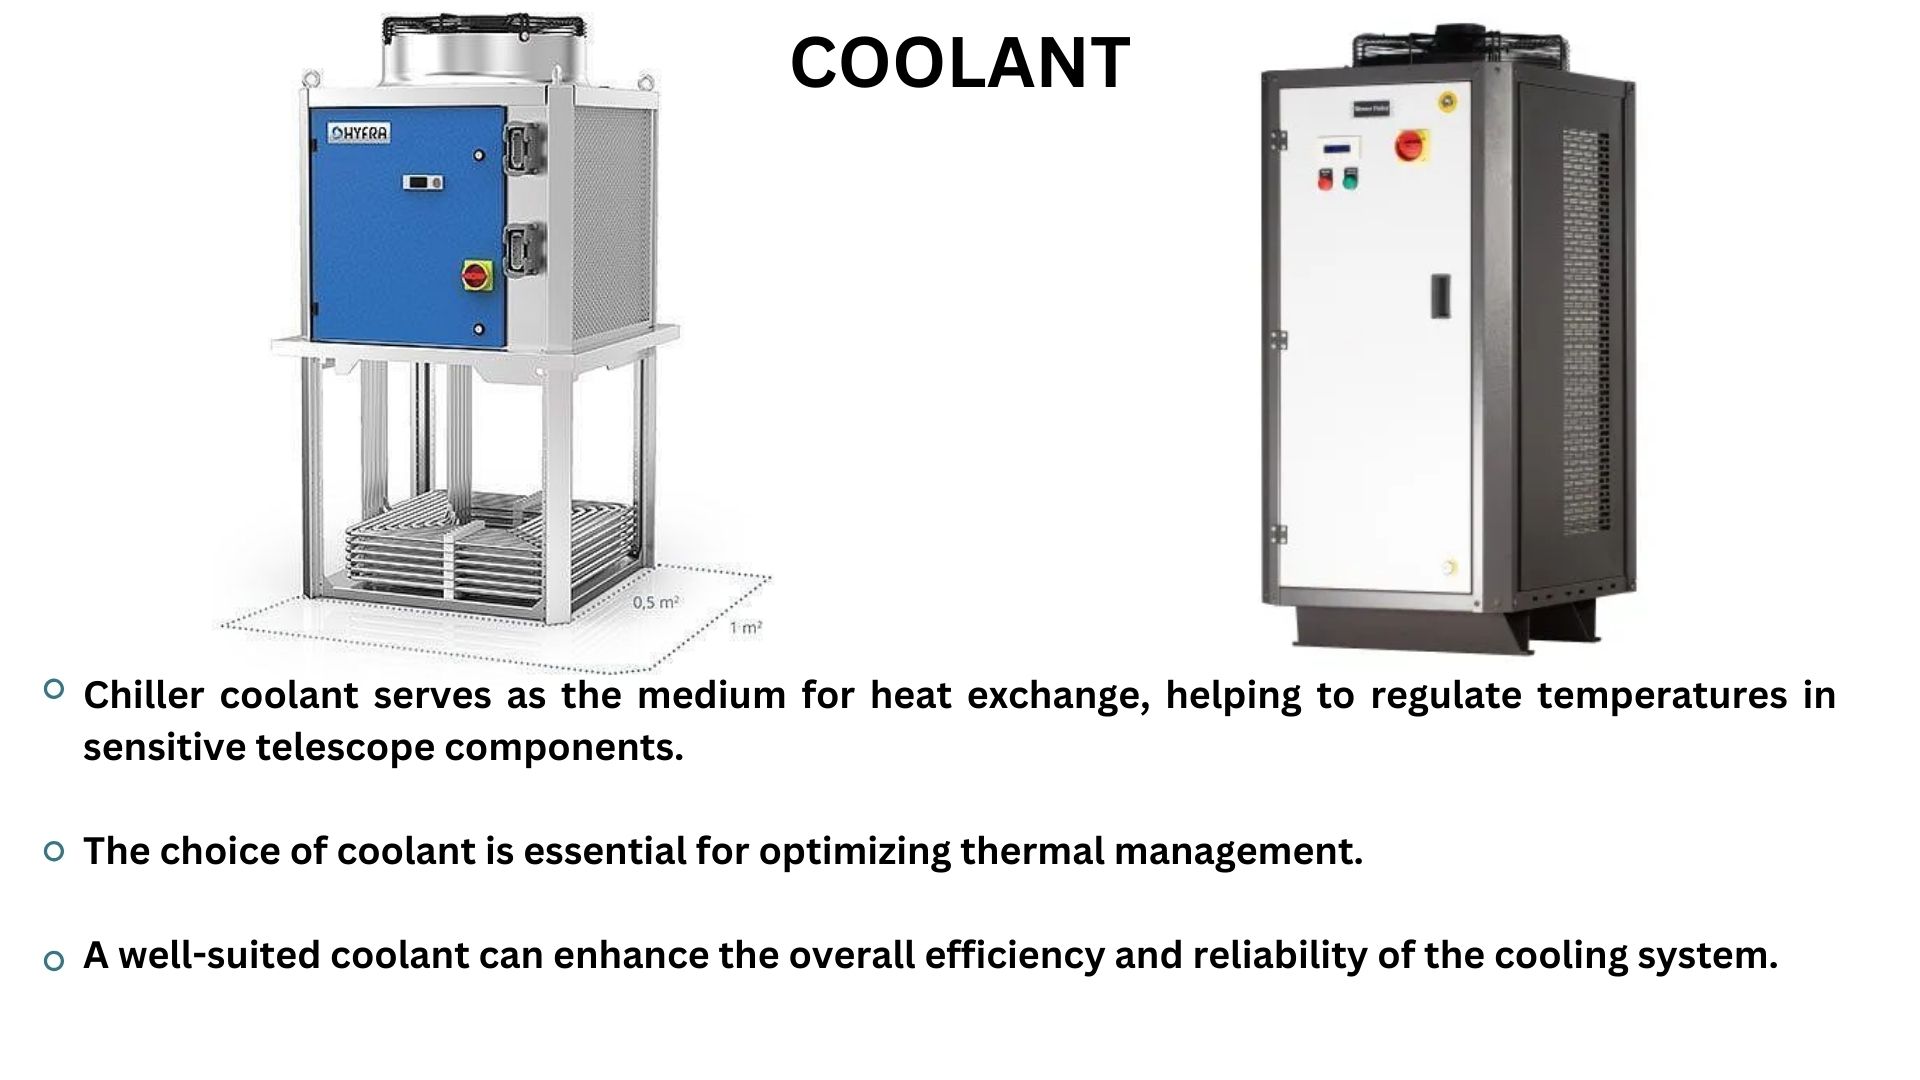 COOLANT
HYFRA
0,5 m²
1 m²
Chiller coolant serves as the medium for heat exchange, helping to regulate temperatures in
sensitive telescope components.
The choice of coolant is essential for optimizing thermal management.
A well-suited coolant can enhance the overall efficiency and reliability of the cooling system.